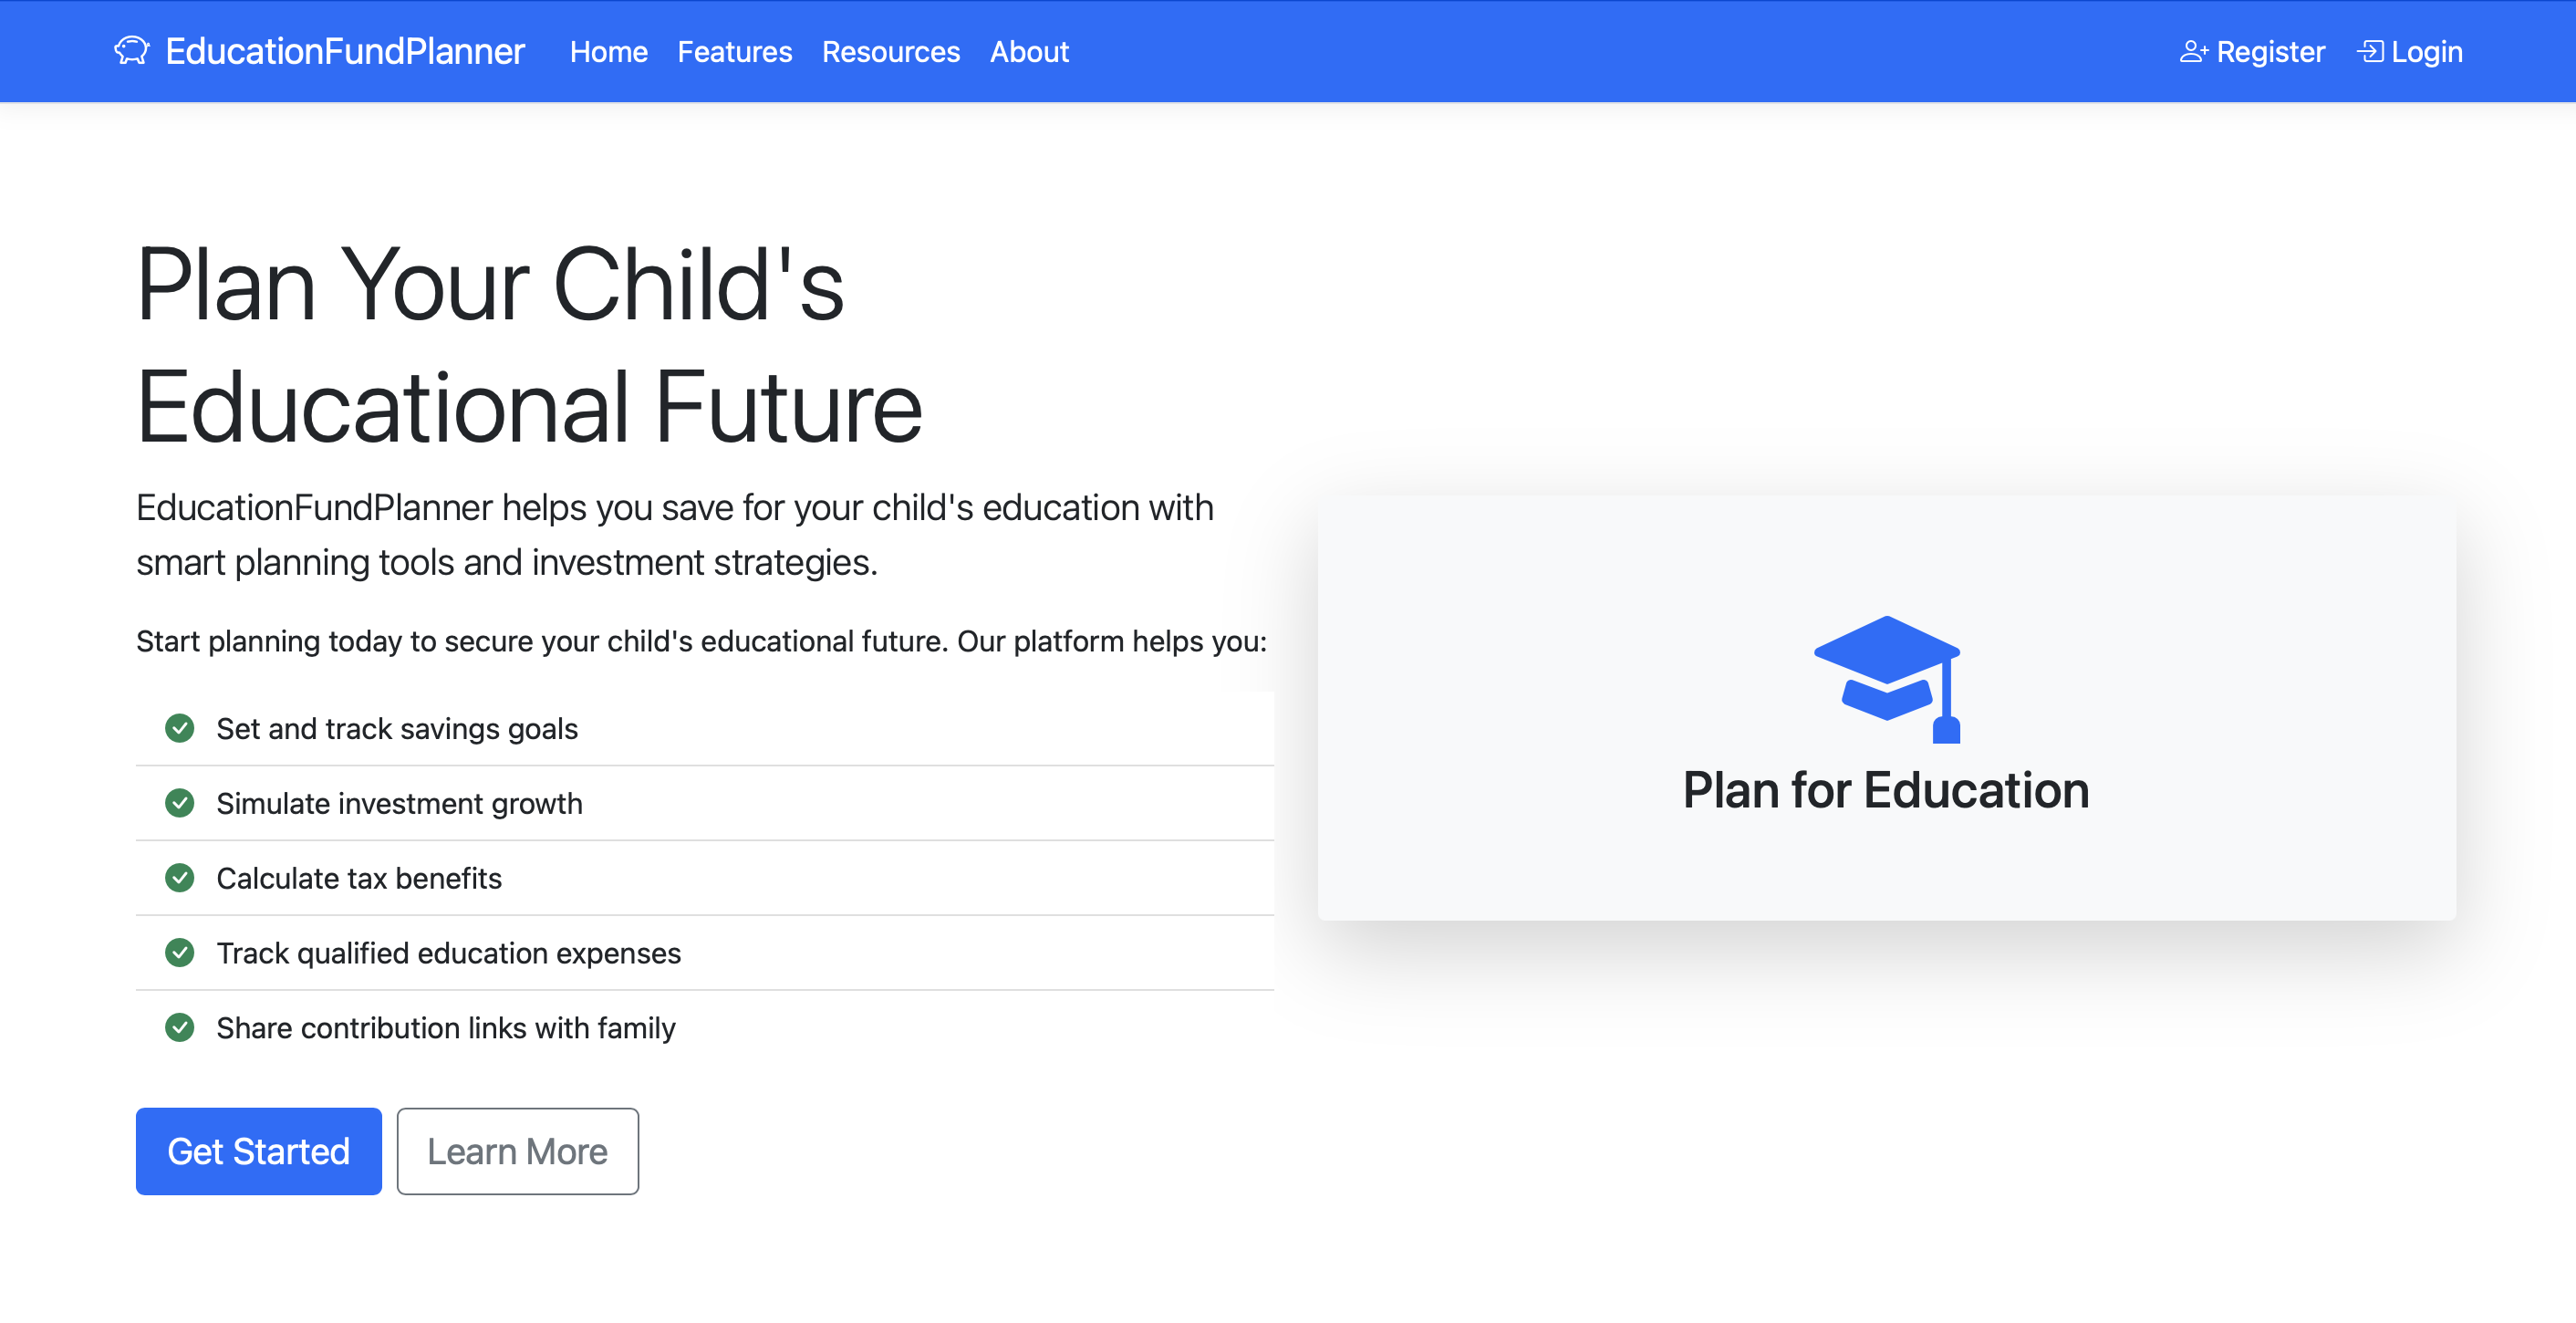 EducationFundPlanner Home Features Resources About Register Login
Plan Your Child's
Educational Future
EducationFundPlanner helps you save for your child's education with
smart planning tools and investment strategies.
Start planning today to secure your child's educational future. Our platform helps you:
Set and track savings goals
Simulate investment growth
Calculate tax benefits
Track qualified education expenses
Share contribution links with family
Get Started Learn More
Plan for Education